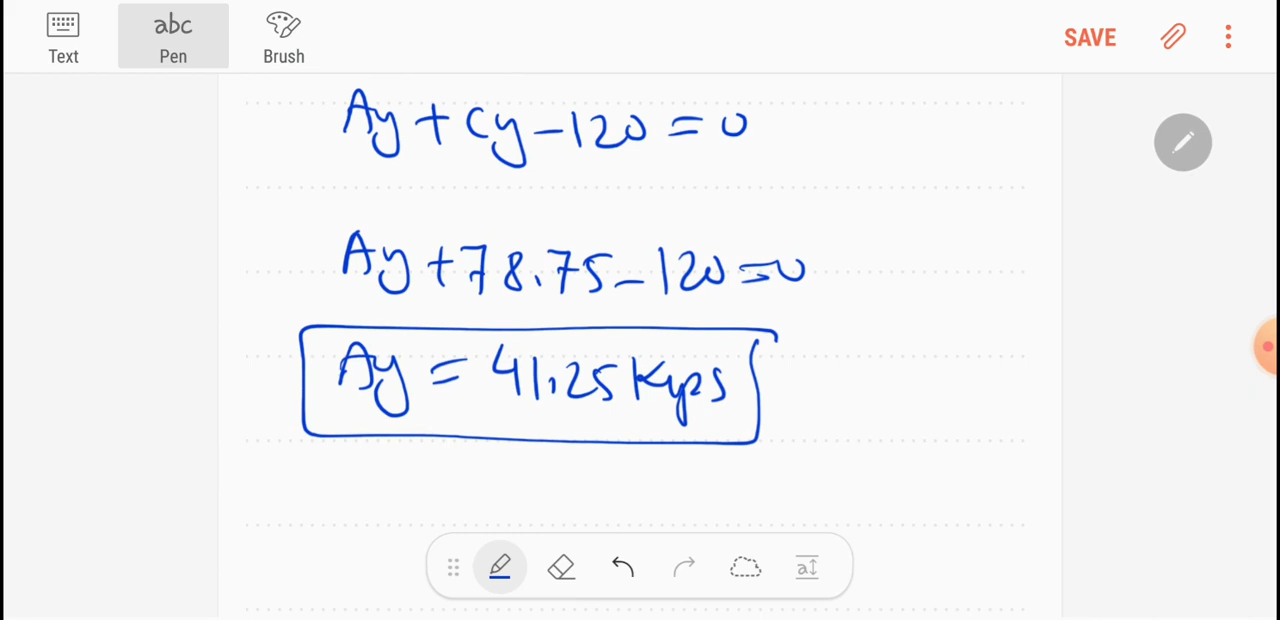 abc
Text
Pen
Brush
SAVE
Ay + Cy - 120 = 0
Ay + 78.75 - 120 = 0
Ay = 41.25 Kips
a